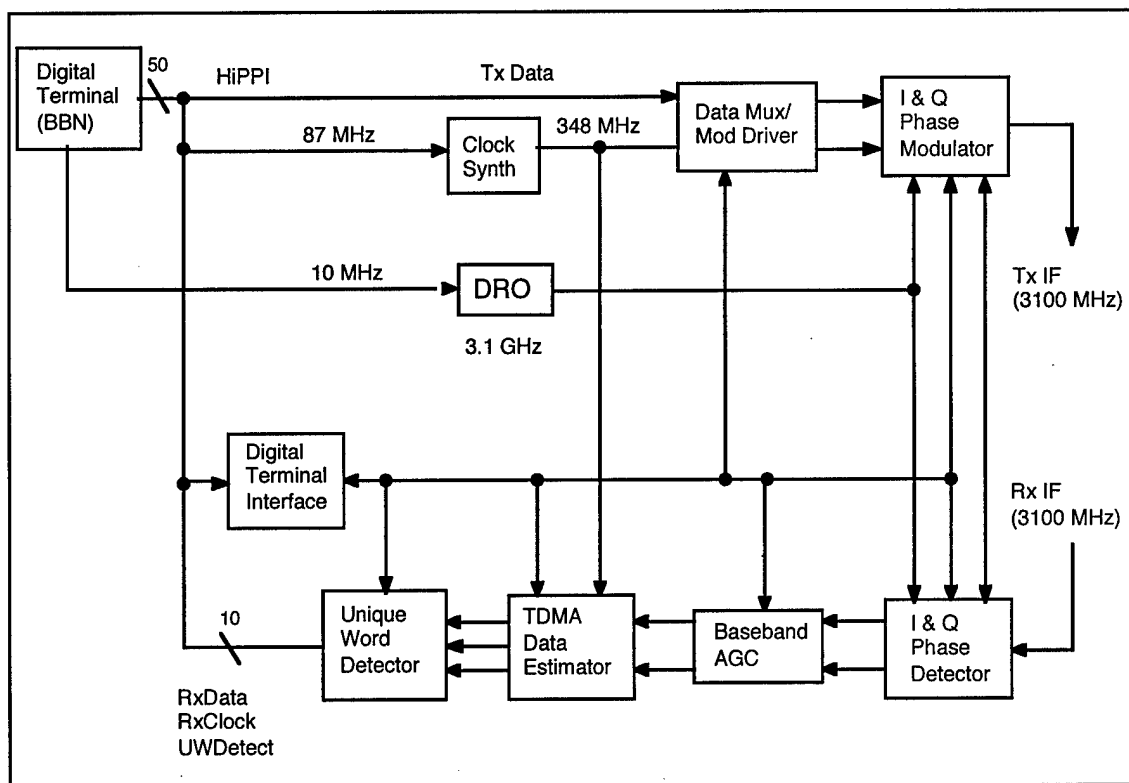 Digital
Terminal
(BBN)
50
HiPPI
Tx Data
87 MHz
Clock
Synth
348 MHz
Data Mux/
Mod Driver
I & Q
Phase
Modulator
10 MHz
DRO
3.1 GHz
Tx IF
(3100 MHz)
Digital
Terminal
Interface
Rx IF
(3100 MHz)
10
Unique
Word
Detector
TDMA
Data
Estimator
Baseband
AGC
I & Q
Phase
Detector
RxData
RxClock
UWDetect